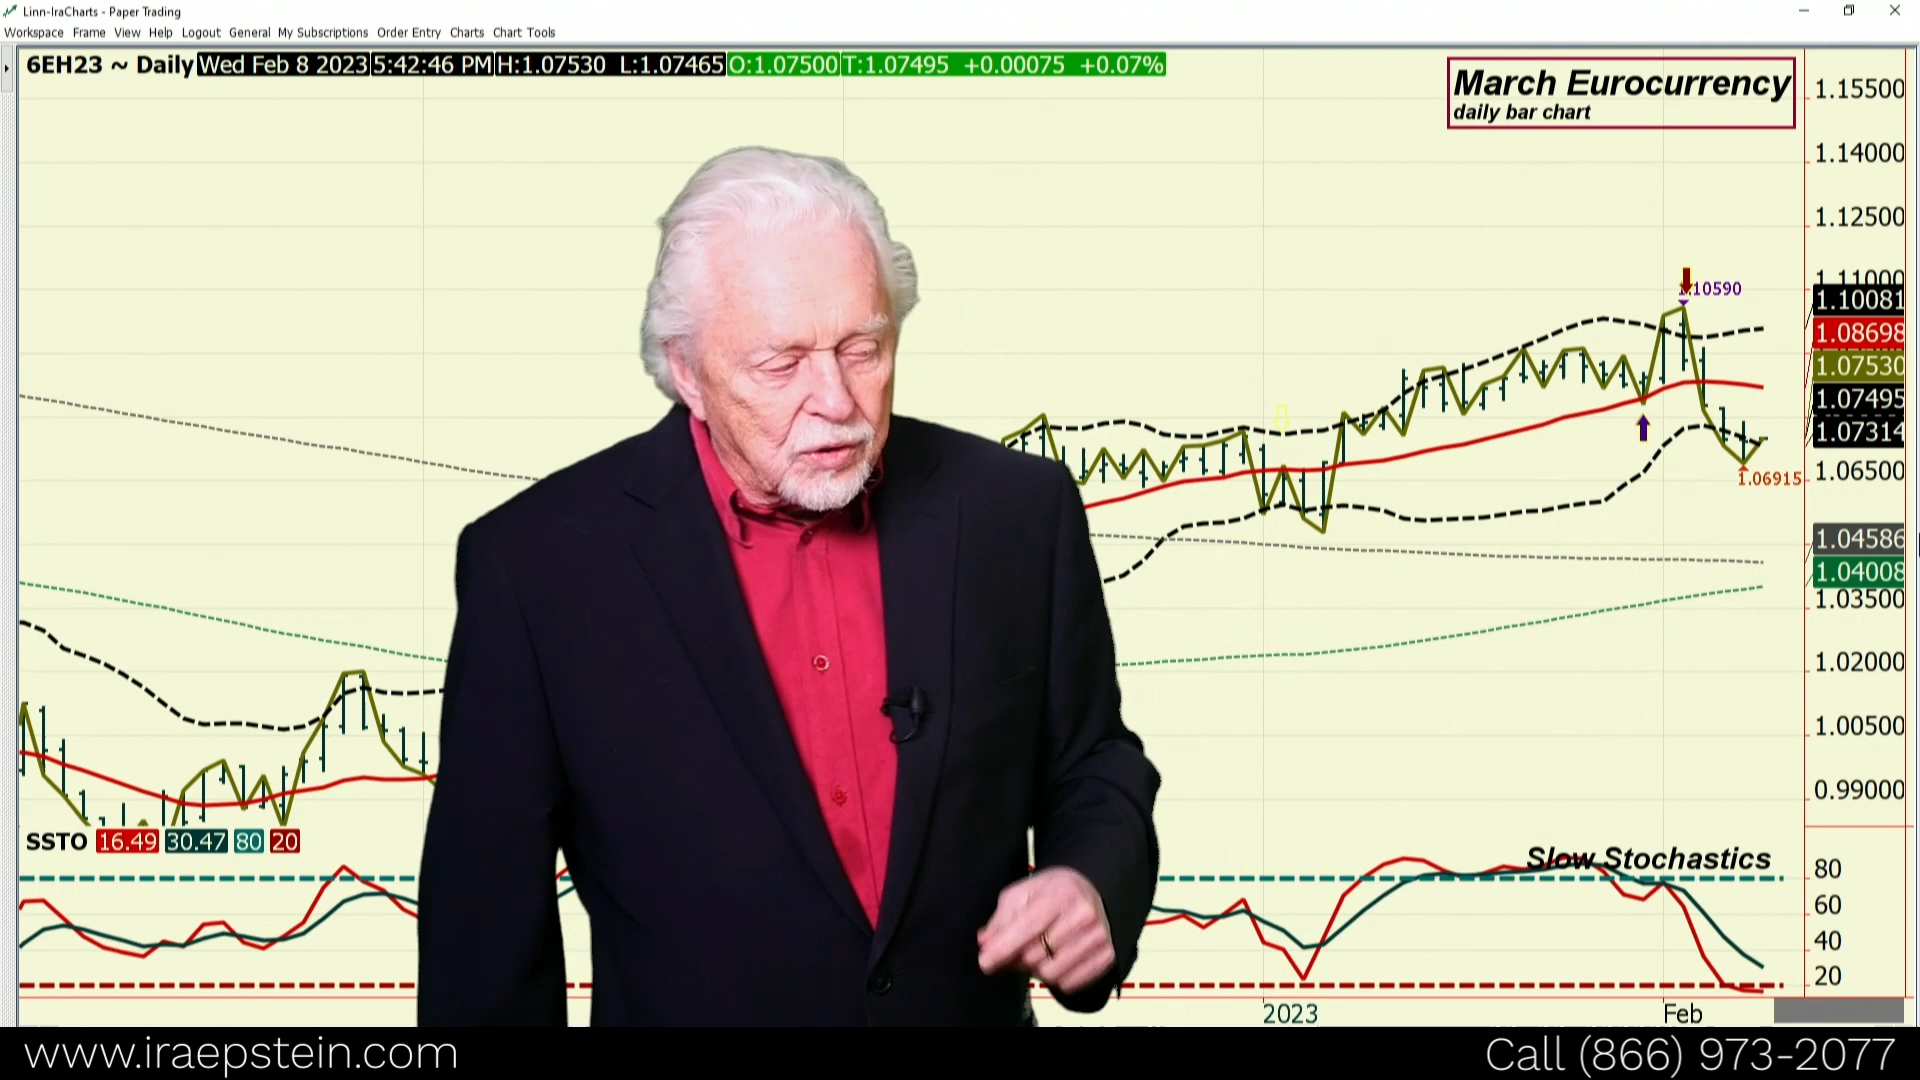 Linn-IraCharts - Paper Trading
Workspace Frame View Help Logout General My Subscriptions Order Entry Charts Chart Tools
6EH23 ~ Daily Wed Feb 8 2023 5:42:46 PM H:1.07530 L:1.07465 O:1.07500 T:1.07495 +0.00075 +0.07%
March Eurocurrency
daily bar chart
1.15500
1.14000
1.12500
1.11000
1.10081
1.08698
1.07530
1.07495
1.07314
1.06500
1.04586
1.04008
1.03500
1.02000
1.00500
0.99000
1.10590
1.06915
SSTO 16.49 30.47 80 20
Slow Stochastics
80
60
40
20
2023 Feb
www.iraepstein.com
Call (866) 973-2077